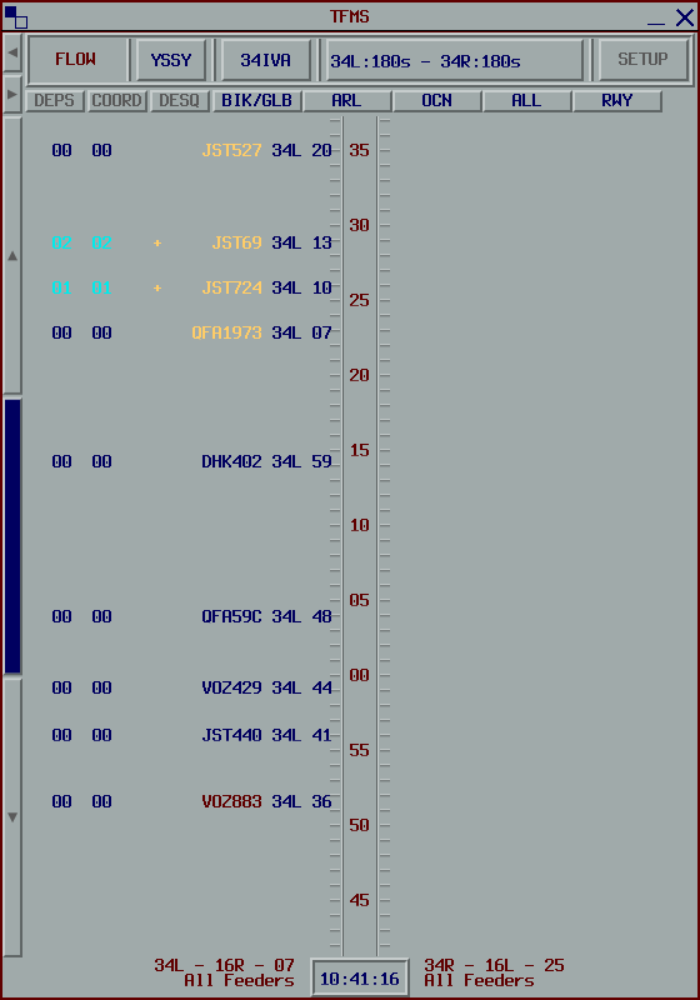 TFMS
FLOW YSSY 34IVA 34L:180s - 34R:180s SETUP
DEPS COORD DESQ BIK/GLB ARL OCN ALL RWY
00 00 JST527 34L 20 35
30
02 02 + JST69 34L 13
01 01 + JST724 34L 10
25
00 00 QFA1973 34L 07
20
15
00 00 DHK402 34L 59
10
05
00 00 QFA59C 34L 48
00
00 00 VOZ429 34L 44
00 00 JST440 34L 41
55
00 00 VOZ883 34L 36
50
45
34L - 16R - 07 34R - 16L - 25
All Feeders 10:41:16 All Feeders